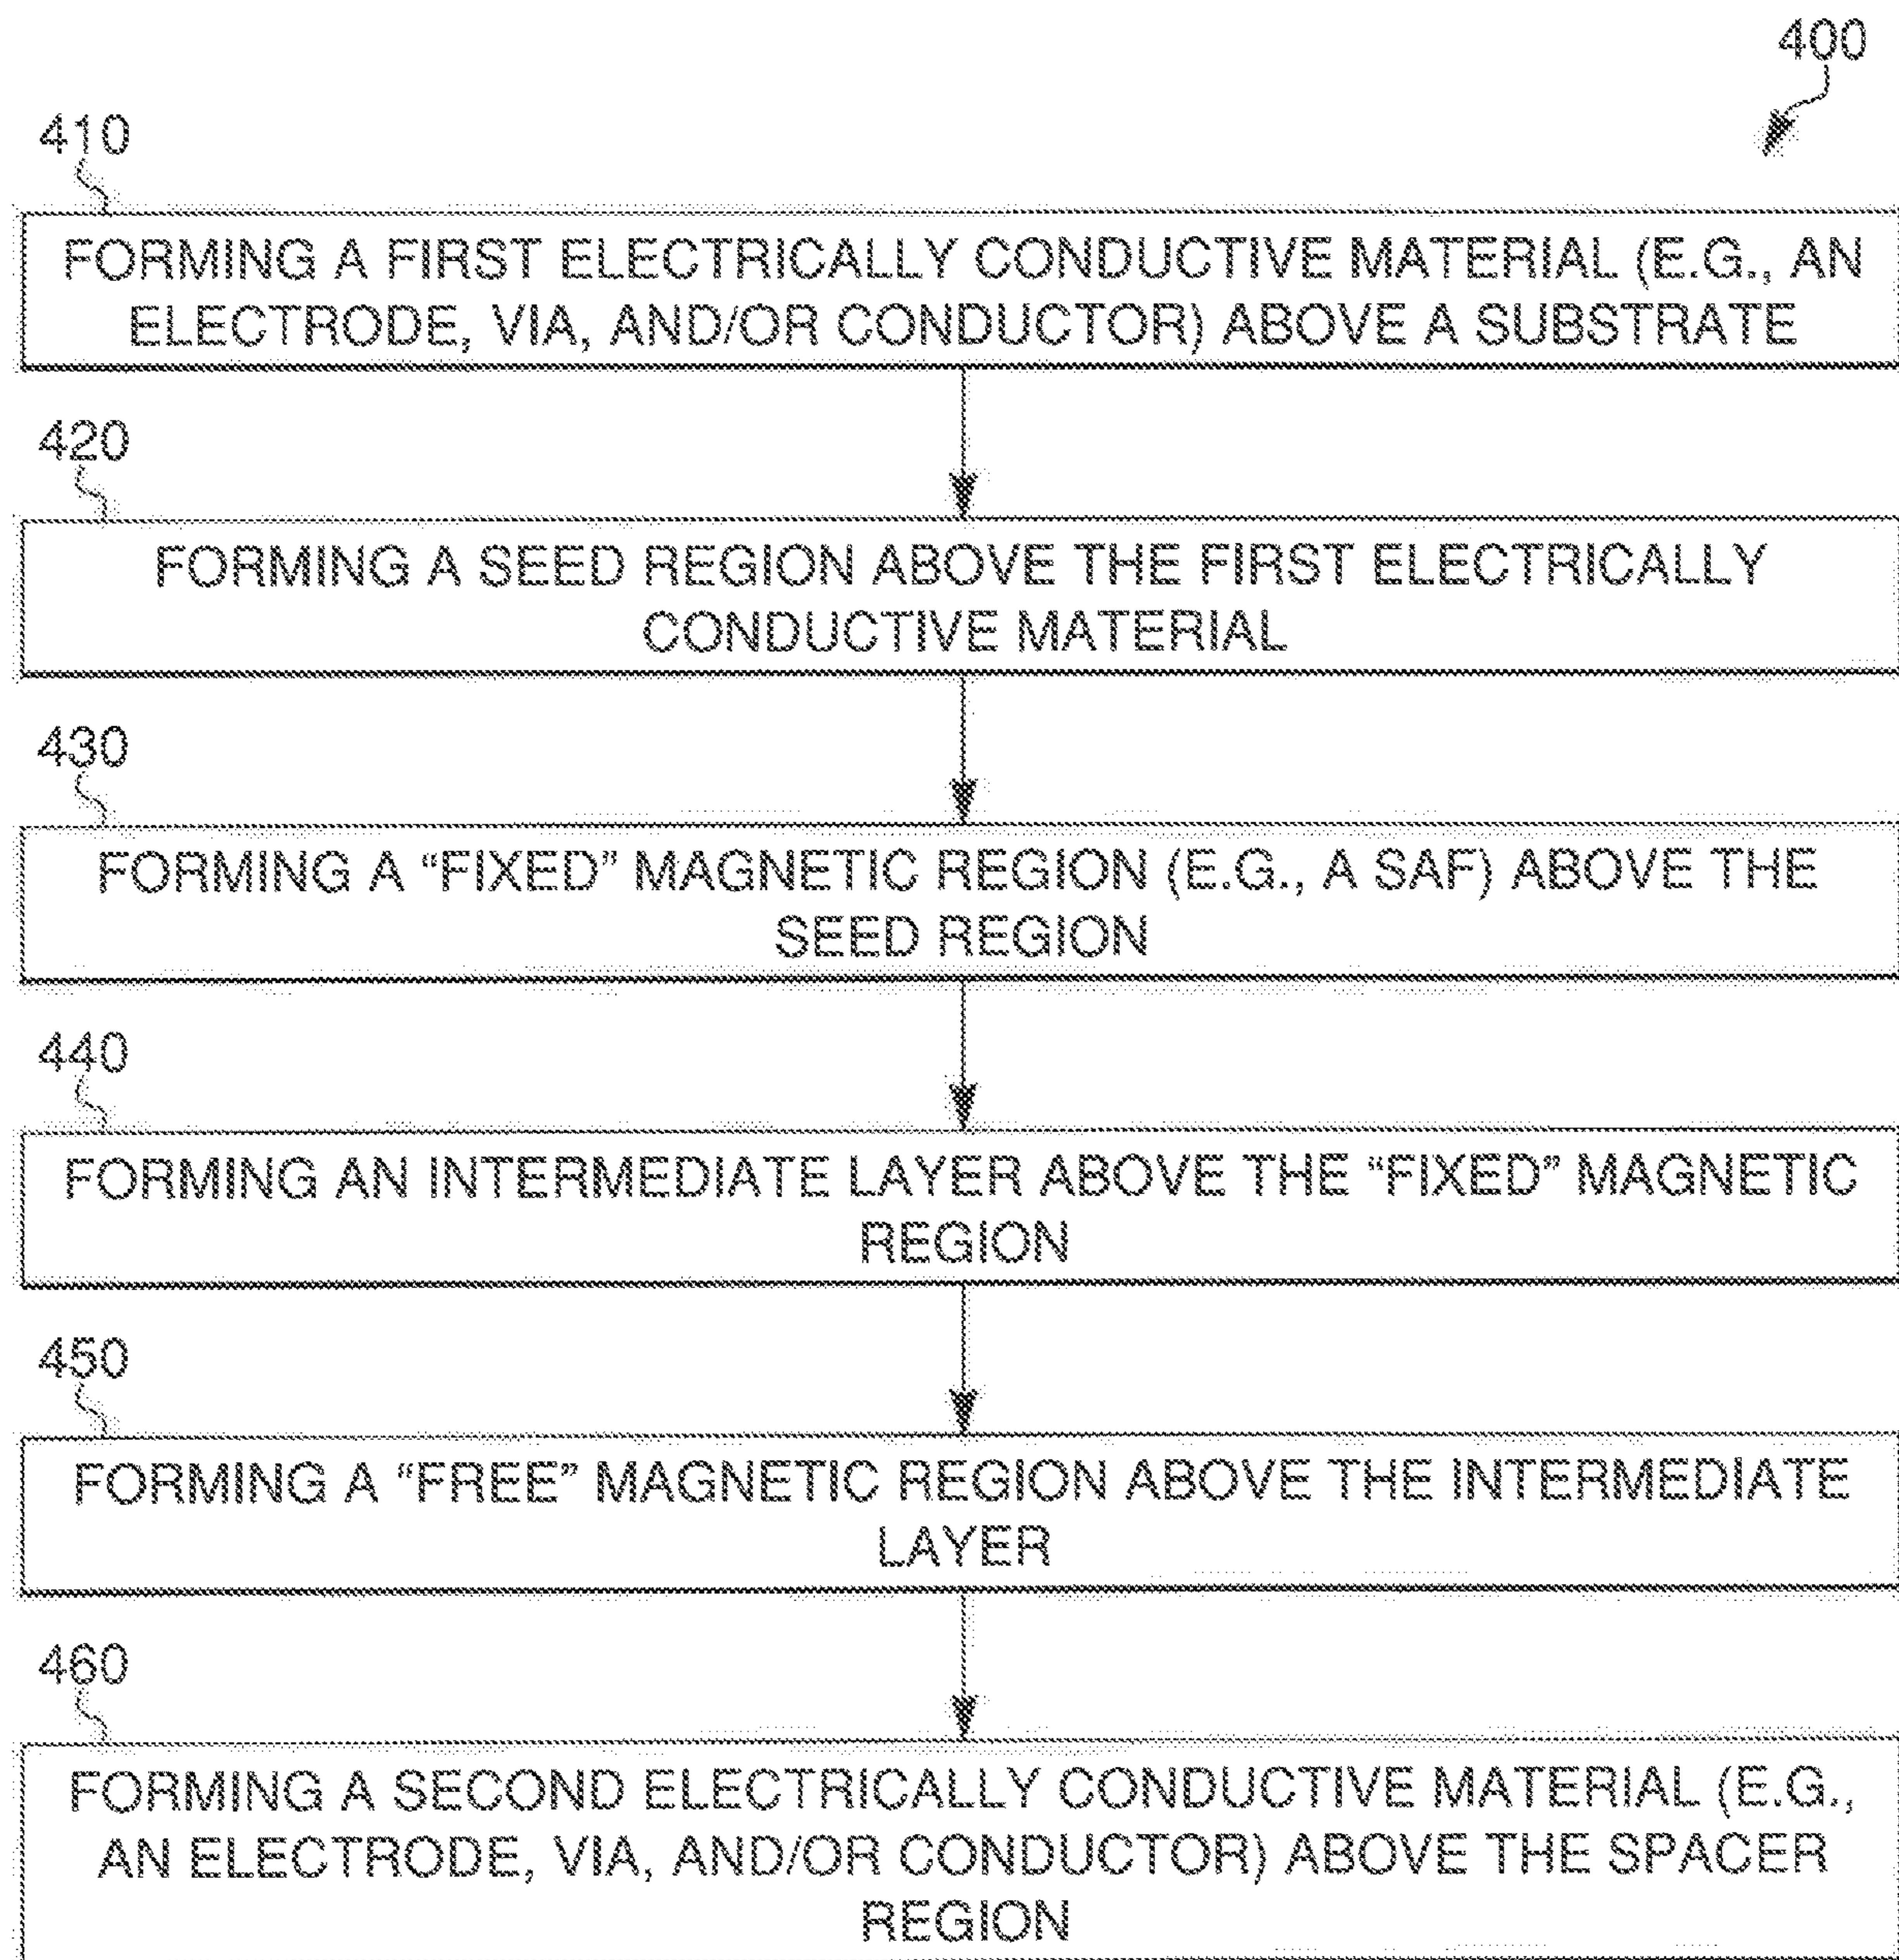 400
410
FORMING A FIRST ELECTRICALLY CONDUCTIVE MATERIAL (E.G., AN
ELECTRODE, VIA, AND/OR CONDUCTOR) ABOVE A SUBSTRATE
420
FORMING A SEED REGION ABOVE THE FIRST ELECTRICALLY
CONDUCTIVE MATERIAL
430
FORMING A “FIXED” MAGNETIC REGION (E.G., A SAF) ABOVE THE
SEED REGION
440
FORMING AN INTERMEDIATE LAYER ABOVE THE “FIXED” MAGNETIC
REGION
450
FORMING A “FREE” MAGNETIC REGION ABOVE THE INTERMEDIATE
LAYER
460
FORMING A SECOND ELECTRICALLY CONDUCTIVE MATERIAL (E.G.,
AN ELECTRODE, VIA, AND/OR CONDUCTOR) ABOVE THE SPACER
REGION